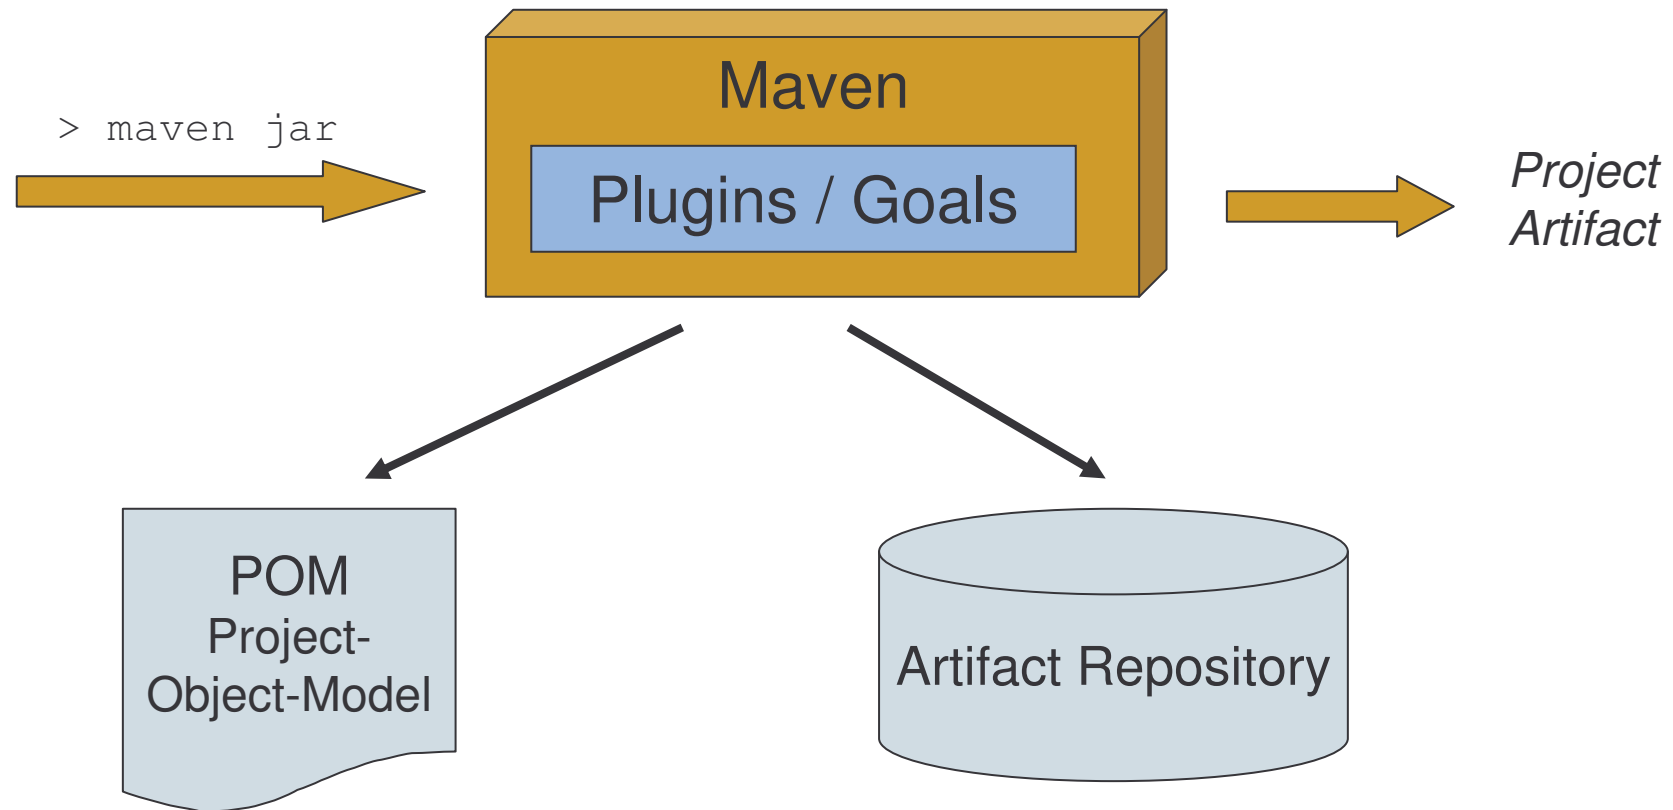 Maven
> maven jar
Plugins / Goals
Project
Artifact
POM
Project-
Object-Model
Artifact Repository